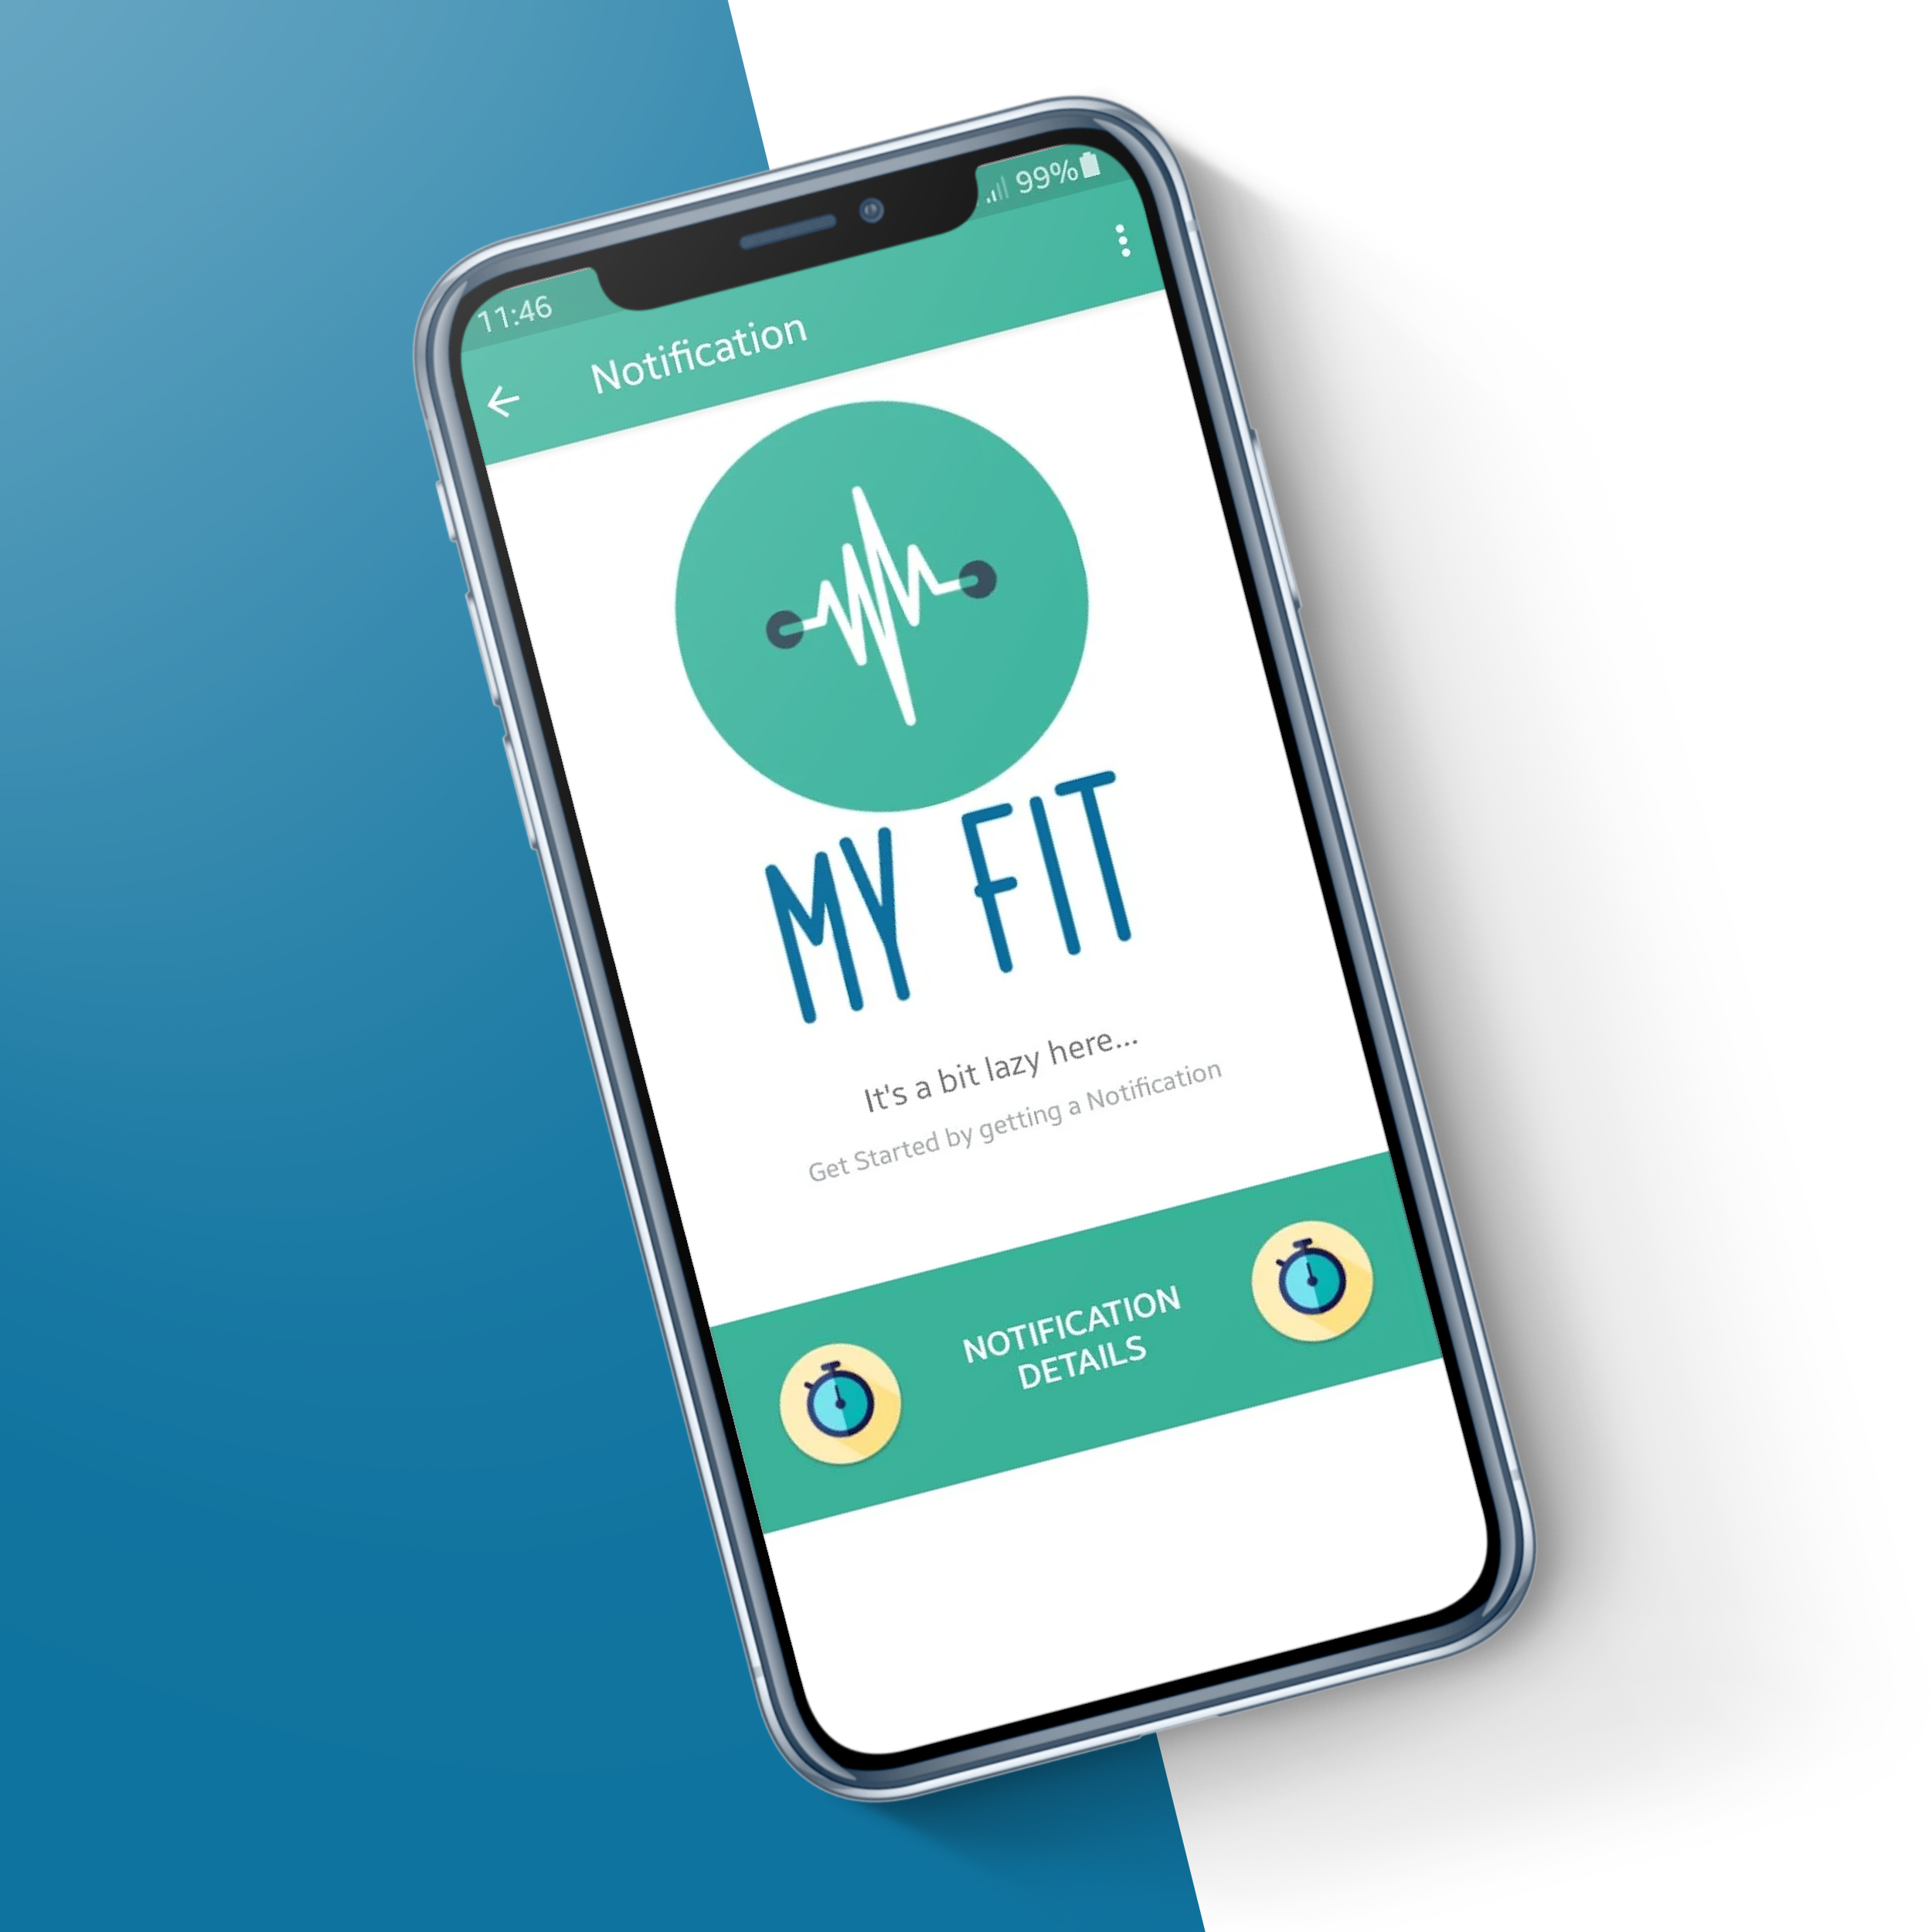 11:46
99%
Notification
MY FIT
It's a bit lazy here...
Get Started by getting a Notification
NOTIFICATION
DETAILS